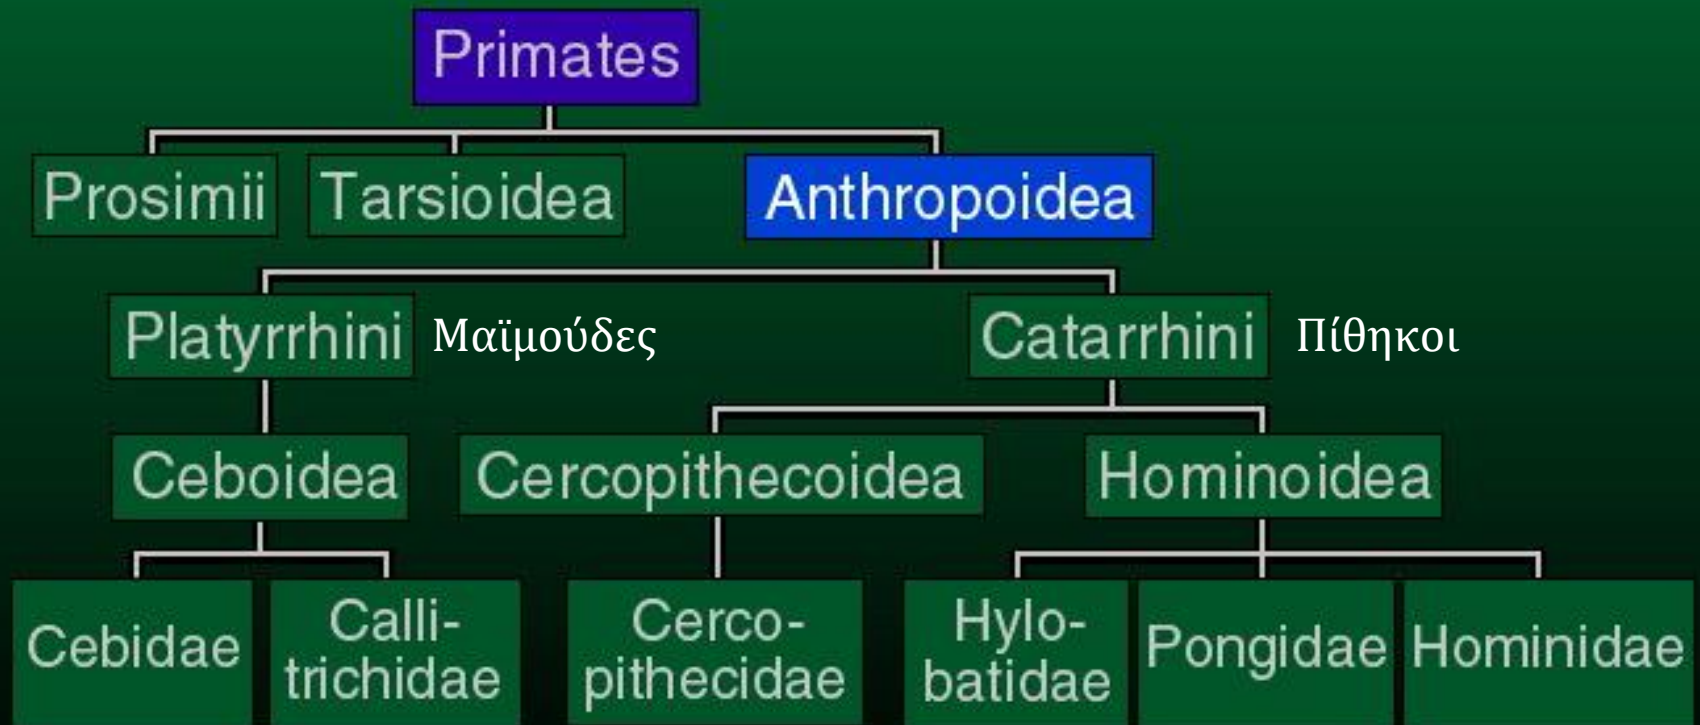 Primates
Prosimii Tarsioidea Anthropoidea
Platyrrhini Μαϊμούδες Catarrhini Πίθηκοι
Ceboidea Cercopithecoidea Hominoidea
Cebidae
Calli-
trichidae
Cerco-
pithecidae
Hylo-
batidae
Pongidae
Hominidae